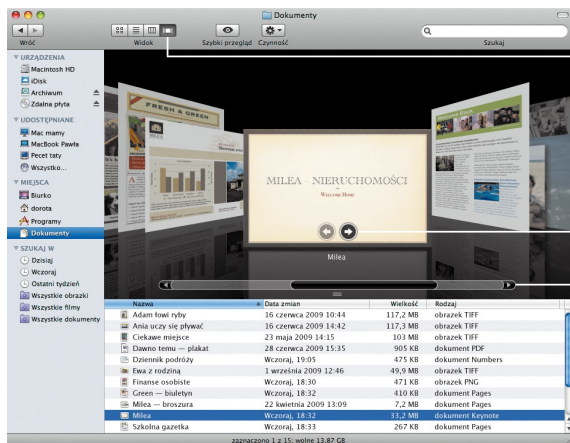 Dokumenty
Wróć
Widok
Szybki przegląd
Czynność
Szukaj
URZĄDZENIA
Macintosh HD
iDisk
Archiwum
Zdalna płyta
UDOSTĘPNIANE
Mac mamy
MacBook Pawła
Pecet taty
Wszystko...
MIEJSCA
Biurko
dorota
Programy
Dokumenty
SZUKAJ W
Dzisiaj
Wczoraj
Ostatni tydzień
Wszystkie obrazki
Wszystkie filmy
Wszystkie dokumenty
FRESH & GREEN
MILEA - NIERUCHOMOŚCI
WELCOME HOME
Milea
Nazwa Data zmian Wielkość Rodzaj
Adam łowi ryby 16 czerwca 2009 10:44 117,2 MB obrazek TIFF
Ania uczy się pływać 16 czerwca 2009 14:42 117,3 MB obrazek TIFF
Ciekawe miejsce 23 maja 2009 14:15 103 MB obrazek TIFF
Dawno temu — plakat 28 czerwca 2009 15:35 905 KB dokument PDF
Dziennik podróży Wczoraj, 19:05 475 KB dokument Numbers
Ewa z rodziną 1 września 2009 12:46 49,9 MB obrazek TIFF
Finanse osobiste Wczoraj, 18:30 471 KB obrazek PNG
Green — biuletyn Wczoraj, 18:32 410 KB dokument Pages
Milea — broszura 22 kwietnia 2009 13:09 7,2 MB dokument Pages
Milea Wczoraj, 18:32 33,2 MB dokument Keynote
Szkolna gazetka Wczoraj, 18:33 267 KB dokument Pages
zaznaczono 1 z 15; wolne 13,87 GB